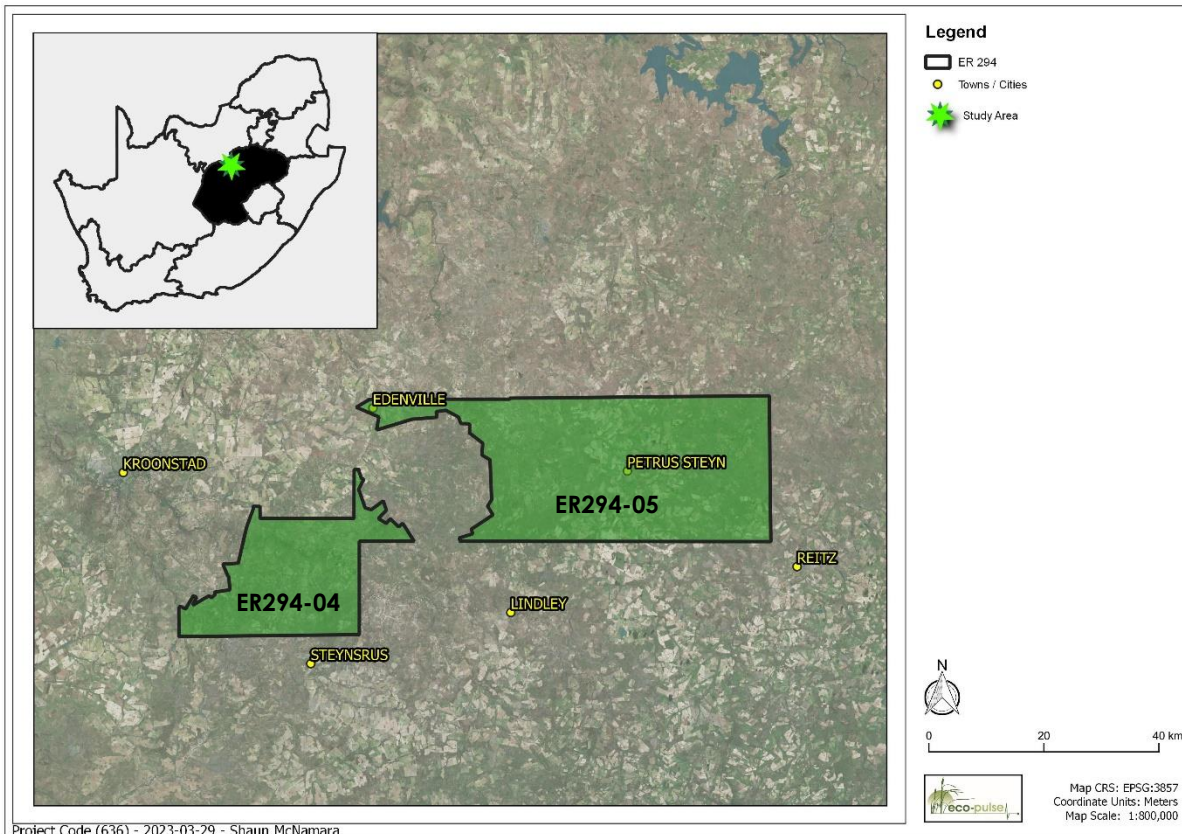 Legend
ER 294
Towns / Cities
Study Area
EDENVILLE
KROONSTAD
PETRUS STEYN
ER294-05
REITZ
ER294-04
LINDLEY
STEYNSRUS
N
0 20 40 km
eco-pulse
Map CRS: EPSG:3857
Coordinate Units: Meters
Map Scale: 1:800,000
Project Code (636) - 2023-03-29 - Shaun McNamara